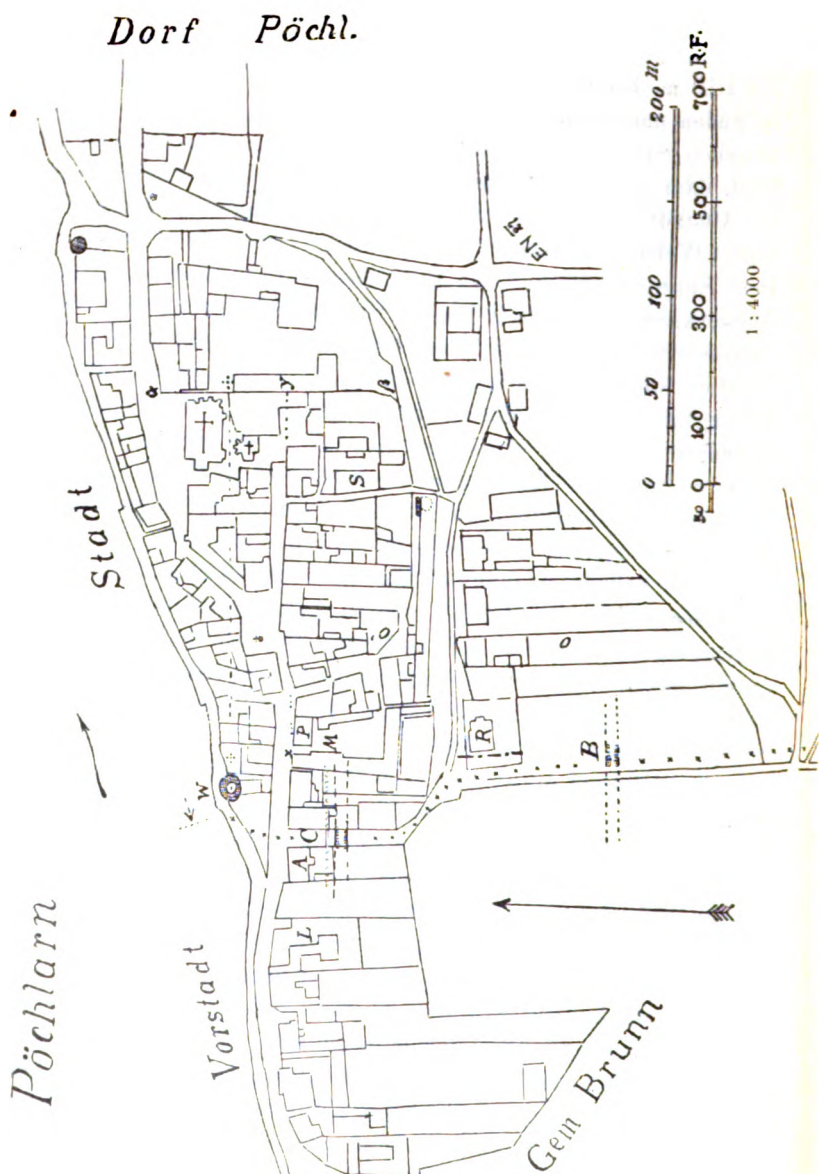 Dorf Pöchl.
Pöchlarn
Stadt
Vorstadt
Gem Brunn
200 m
100
50
0
700 R.F.
500
300
100
0
50
1:4000
α
β
γ
S
O
O
P
M
R
B
W
A
C
L
EN